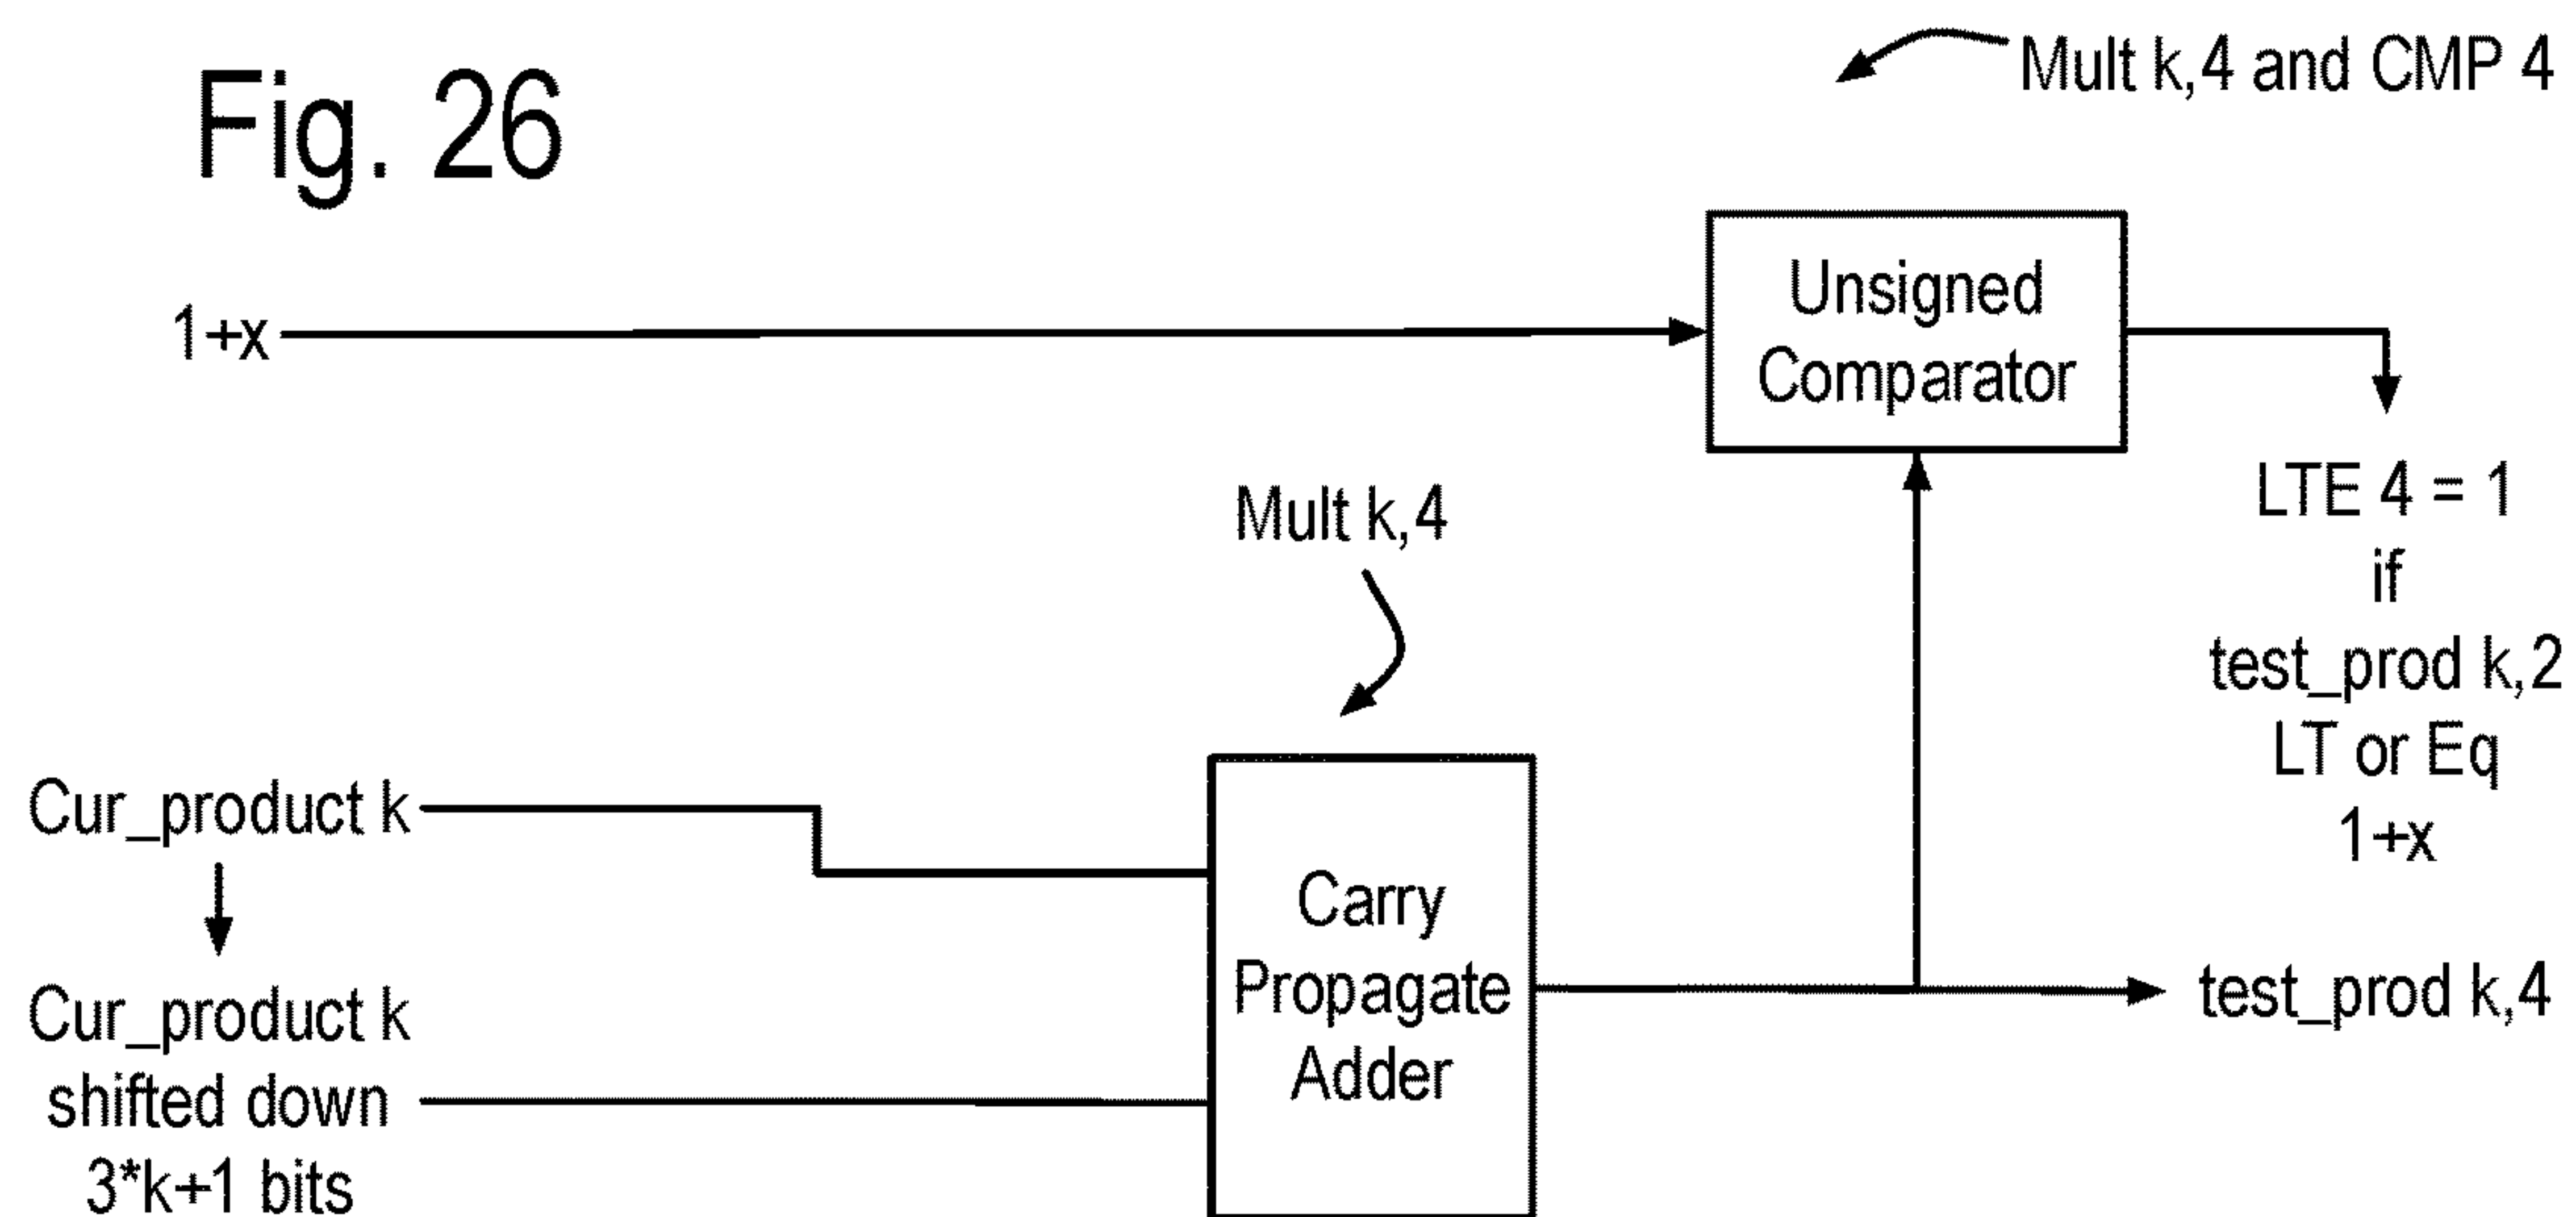 Fig. 26
Mult k,4 and CMP 4
1+x
Unsigned
Comparator
LTE 4 = 1
if
test_prod k,2
LT or Eq
1+x
Mult k,4
Cur_product k
Cur_product k
shifted down
3*k+1 bits
Carry
Propagate
Adder
test_prod k,4